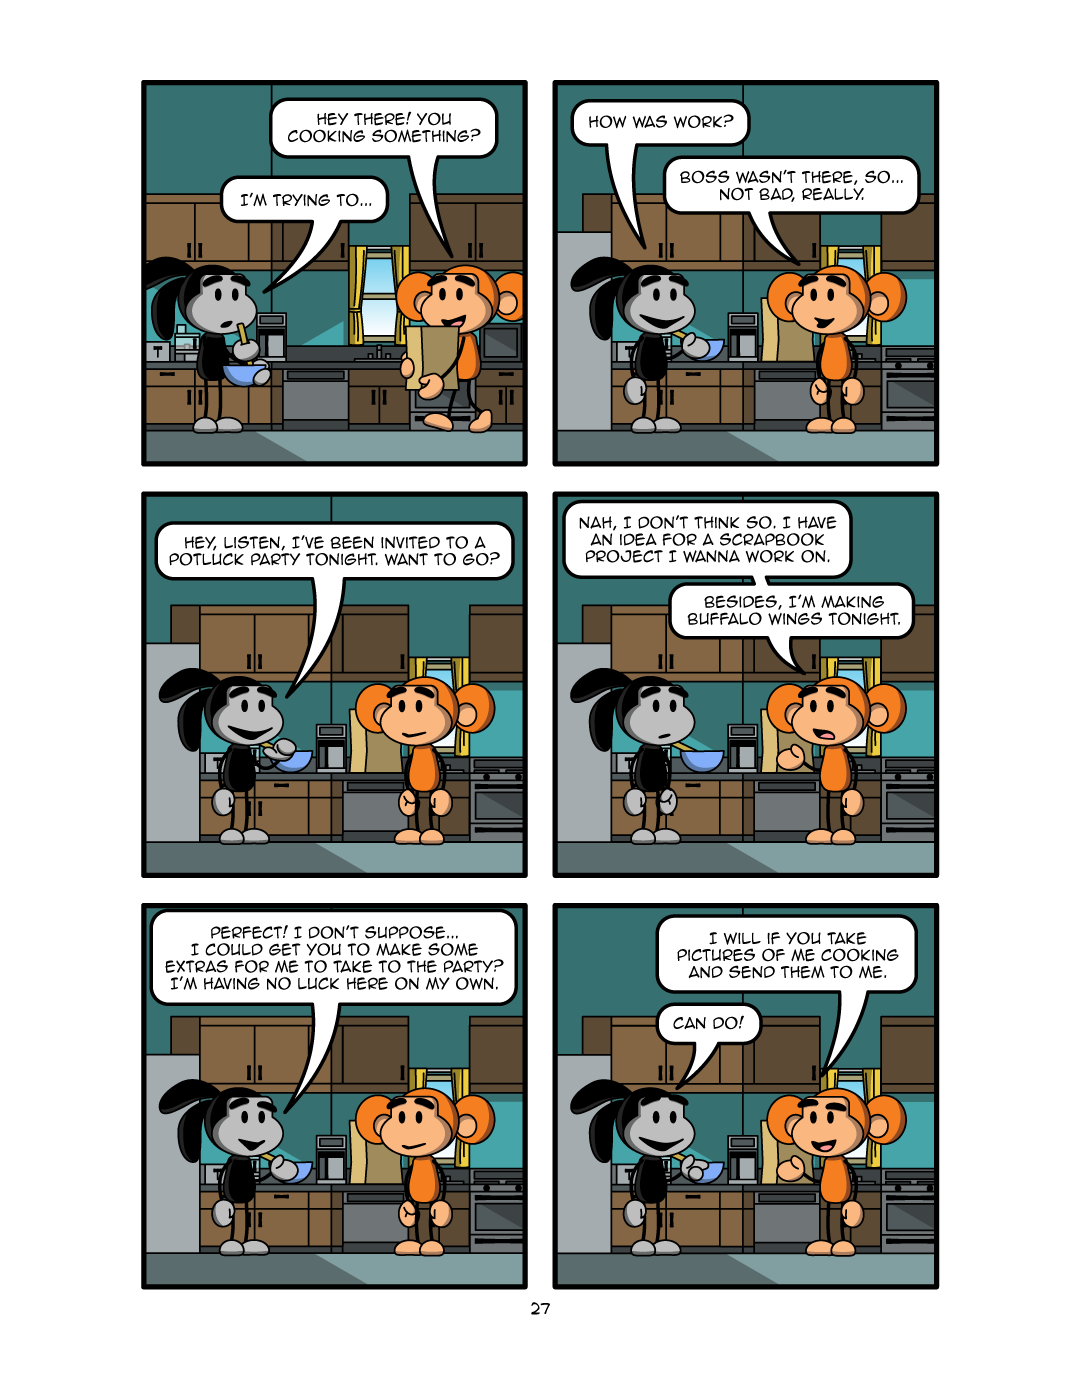 HEY THERE! YOU
COOKING SOMETHING?
I'M TRYING TO...
HOW WAS WORK?
BOSS WASN'T THERE, SO...
NOT BAD, REALLY.
HEY, LISTEN, I'VE BEEN INVITED TO A
POTLUCK PARTY TONIGHT. WANT TO GO?
NAH, I DON'T THINK SO. I HAVE
AN IDEA FOR A SCRAPBOOK
PROJECT I WANNA WORK ON.
BESIDES, I'M MAKING
BUFFALO WINGS TONIGHT.
PERFECT! I DON'T SUPPOSE...
I COULD GET YOU TO MAKE SOME
EXTRAS FOR ME TO TAKE TO THE PARTY?
I'M HAVING NO LUCK HERE ON MY OWN.
I WILL IF YOU TAKE
PICTURES OF ME COOKING
AND SEND THEM TO ME.
CAN DO!
27